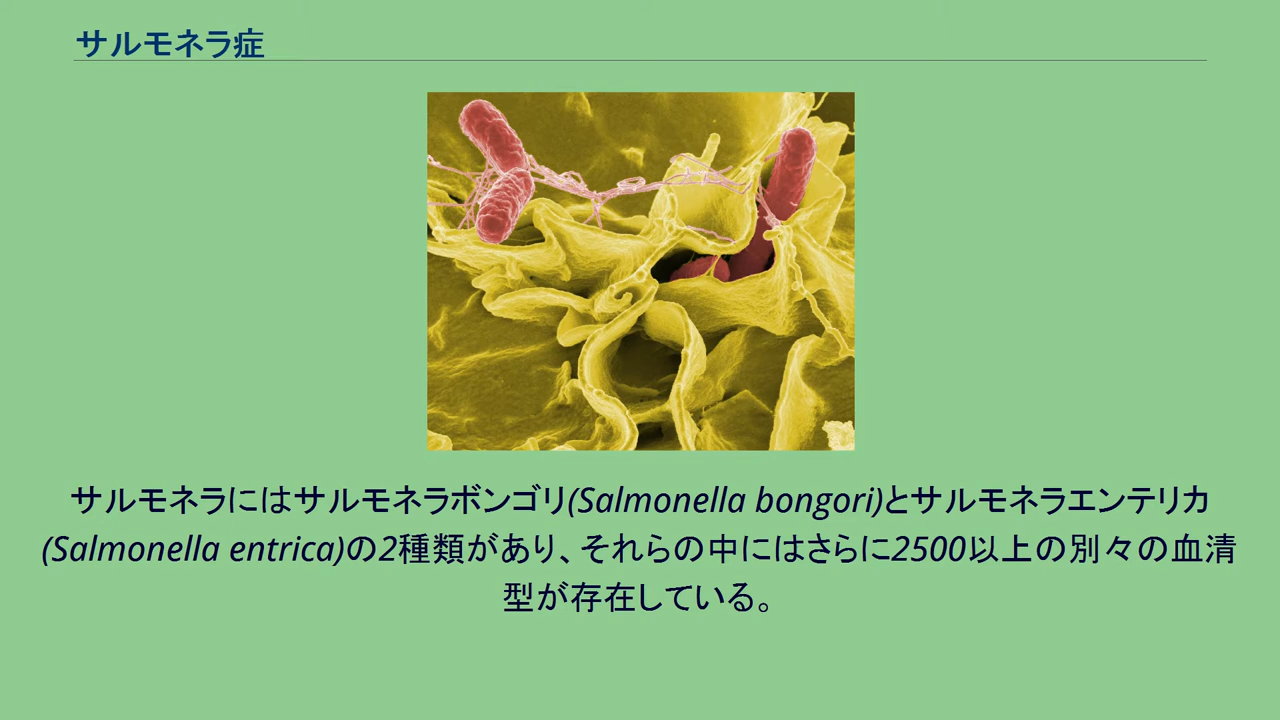 サルモネラ症
サルモネラにはサルモネラボンゴリ(Salmonella bongori)とサルモネラエンテリカ
(Salmonella entrica)の2種類があり、それらの中にはさらに2500以上の別々の血清
型が存在している。